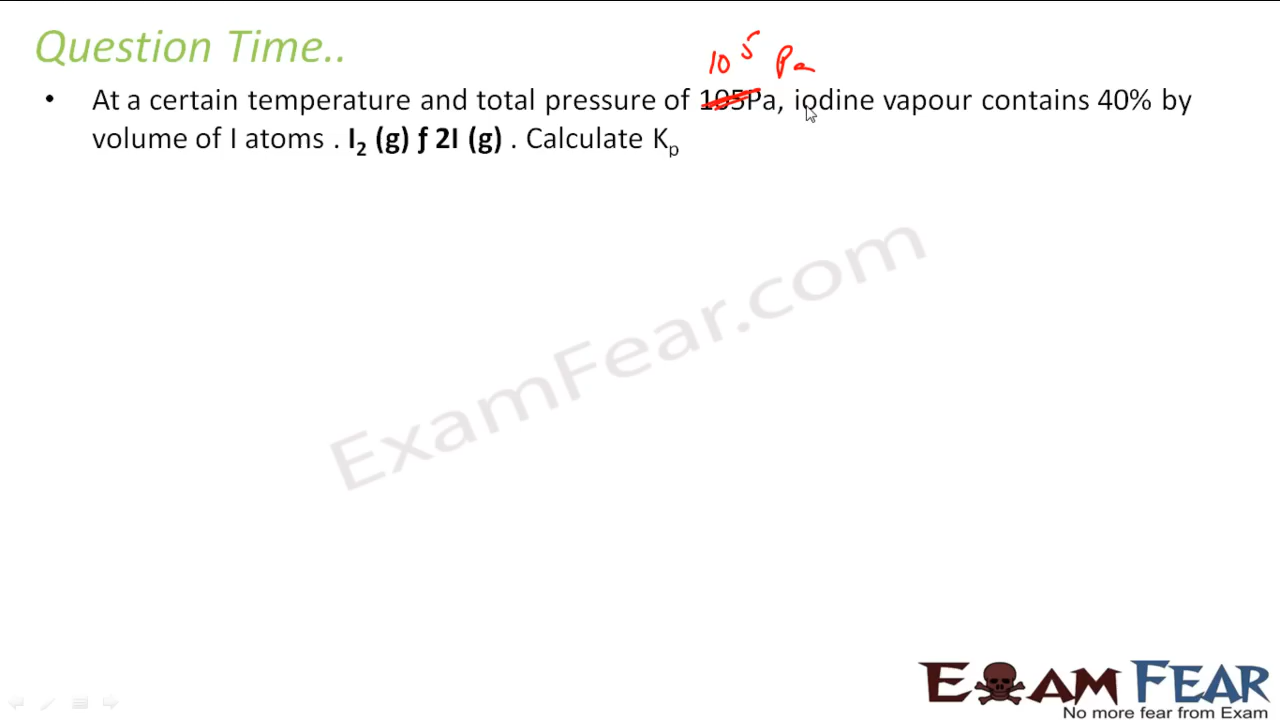 Question Time..
10⁵ Pa
• At a certain temperature and total pressure of 105Pa, iodine vapour contains 40% by
volume of I atoms . I₂ (g) ƒ 2I (g) . Calculate Kₚ
ExamFear.com
EXAM FEAR
No more fear from Exam